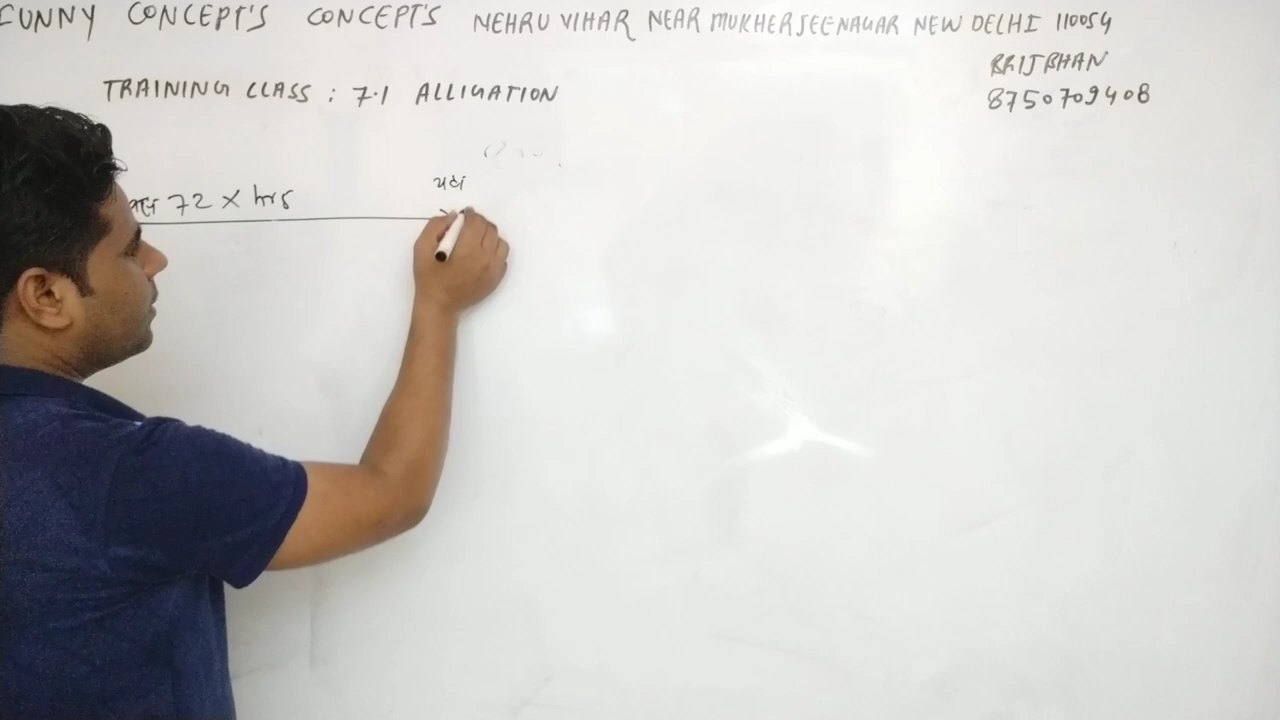 FUNNY CONCEPT'S CONCEPT'S NEHRU VIHAR NEAR MUKHERJEENAGAR NEW DELHI 110054
BRIJBHAN
TRAINING CLASS : 7.1 ALLIGATION
8750709408
72 X hrs